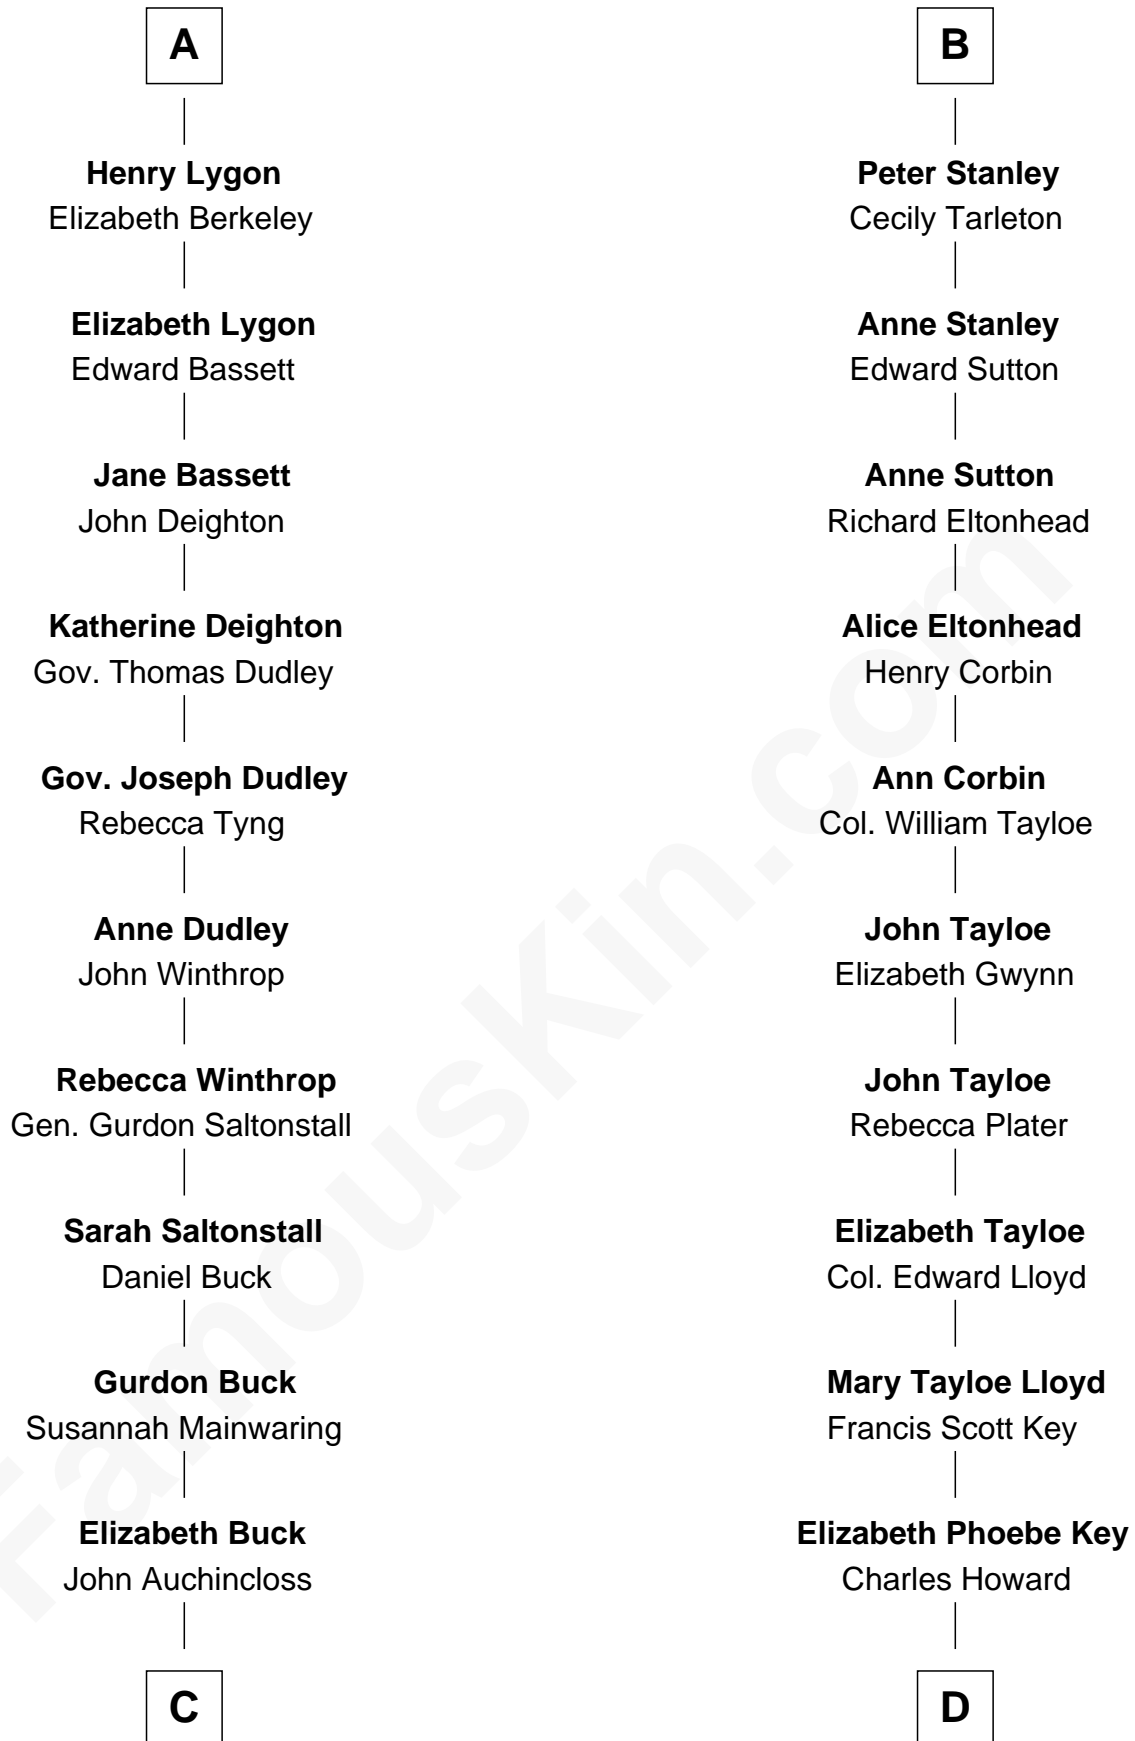 A
Henry Lygon
Elizabeth Berkeley
Elizabeth Lygon
Edward Bassett
Jane Bassett
John Deighton
Katherine Deighton
Gov. Thomas Dudley
Gov. Joseph Dudley
Rebecca Tyng
Anne Dudley
John Winthrop
Rebecca Winthrop
Gen. Gurdon Saltonstall
Sarah Saltonstall
Daniel Buck
Gurdon Buck
Susannah Mainwaring
Elizabeth Buck
John Auchincloss
C
B
Peter Stanley
Cecily Tarleton
Anne Stanley
Edward Sutton
Anne Sutton
Richard Eltonhead
Alice Eltonhead
Henry Corbin
Ann Corbin
Col. William Tayloe
John Tayloe
Elizabeth Gwynn
John Tayloe
Rebecca Plater
Elizabeth Tayloe
Col. Edward Lloyd
Mary Tayloe Lloyd
Francis Scott Key
Elizabeth Phoebe Key
Charles Howard
D
FamousKin.com